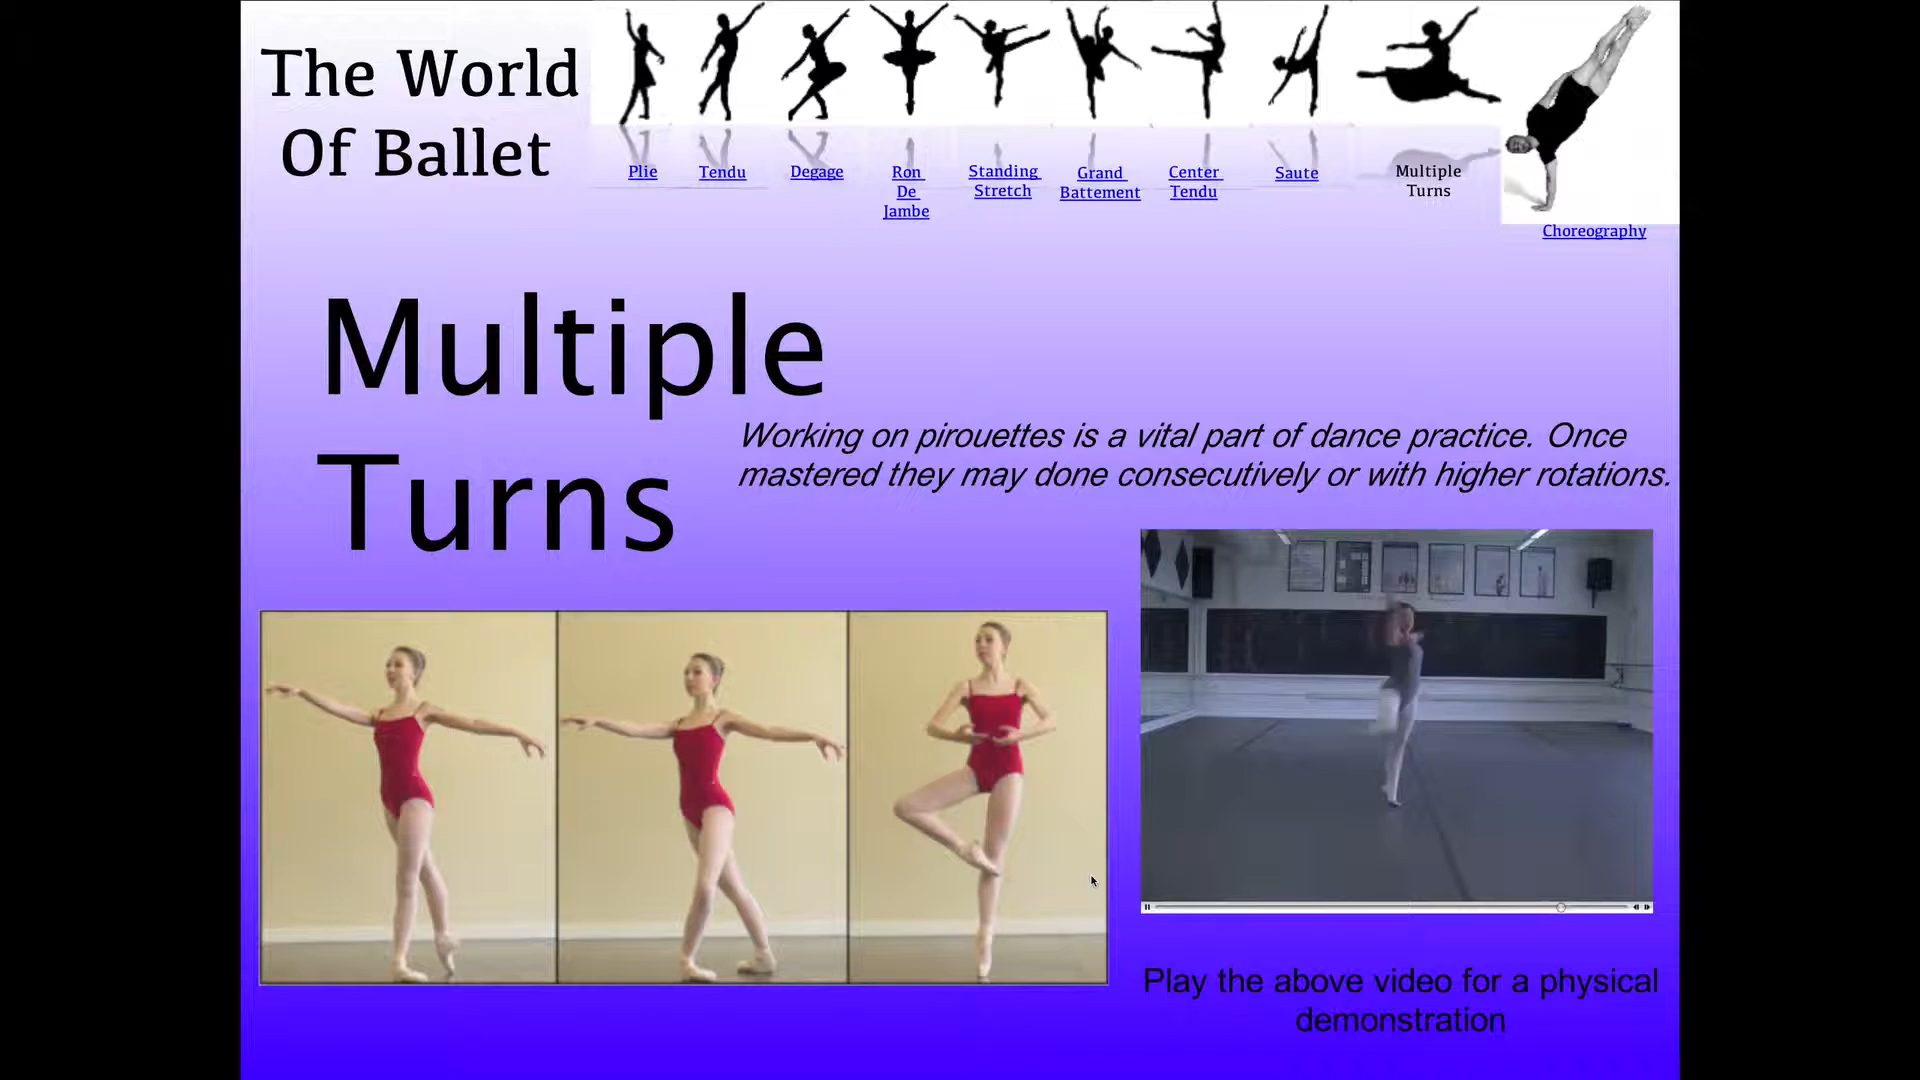 The World
Of Ballet
Plie
Tendu
Degage
Ron
De
Jambe
Standing
Stretch
Grand
Battement
Center
Tendu
Saute
Multiple
Turns
Choreography
Multiple
Turns
Working on pirouettes is a vital part of dance practice. Once
mastered they may done consecutively or with higher rotations.
Play the above video for a physical
demonstration